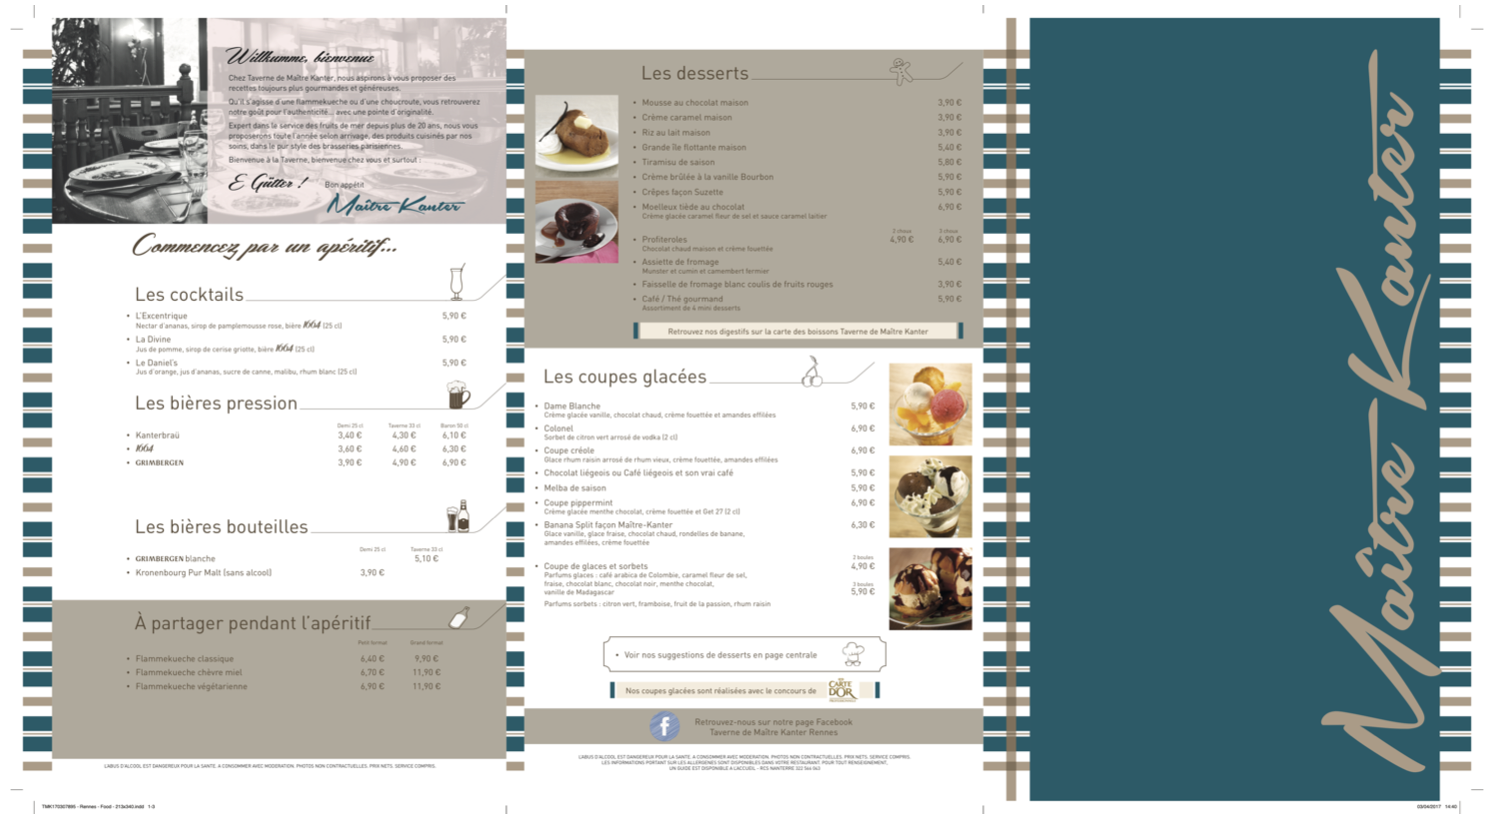 Willkumme, bienvenue
Chez Taverne de Maître Kanter, nous aspirons à vous proposer des
recettes toujours plus gourmandes et généreuses.
Qu'il s'agisse d'une flammekueche ou d'une choucroute, vous retrouverez
notre goût pour l'authenticité... avec une pointe d'originalité.
Expert dans le service des fruits de mer depuis plus de 20 ans, nous vous
proposerons toute l'année selon arrivage, des produits cuisinés par nos
soins, dans le pur style des brasseries parisiennes.
Bienvenue à la Taverne, bienvenue chez vous et surtout :
E Gütter ! Bon appétit
Maître Kanter
Commencez par un apéritif...
Les cocktails
• L'Excentrique 5,90 €
Nectar d'ananas, sirop de pamplemousse rose, bière 1664 (25 cl)
• La Divine 5,90 €
Jus de pomme, sirop de cerise griotte, bière 1664 (25 cl)
• Le Daniel's 5,90 €
Jus d'orange, jus d'ananas, sucre de canne, malibu, rhum blanc (25 cl)
Les bières pression
Demi 25 cl Taverne 33 cl Baron 50 cl
• Kanterbraü 3,40 € 4,30 € 6,10 €
• 1664 3,60 € 4,60 € 6,30 €
• GRIMBERGEN 3,90 € 4,90 € 6,90 €
Les bières bouteilles
Demi 25 cl Taverne 33 cl
• GRIMBERGEN blanche 5,10 €
• Kronenbourg Pur Malt (sans alcool) 3,90 €
À partager pendant l'apéritif
Petit format Grand format
• Flammekueche classique 6,40 € 9,90 €
• Flammekueche chèvre miel 6,70 € 11,90 €
• Flammekueche végétarienne 6,90 € 11,90 €
L'ABUS D'ALCOOL EST DANGEREUX POUR LA SANTE. A CONSOMMER AVEC MODERATION. PHOTOS NON CONTRACTUELLES. PRIX NETS. SERVICE COMPRIS.
Les desserts
• Mousse au chocolat maison 3,90 €
• Crème caramel maison 3,90 €
• Riz au lait maison 3,90 €
• Grande île flottante maison 5,40 €
• Tiramisu de saison 5,80 €
• Crème brûlée à la vanille Bourbon 5,90 €
• Crêpes façon Suzette 5,90 €
• Moelleux tiède au chocolat 6,90 €
Crème glacée caramel fleur de sel et sauce caramel laitier
2 choux 3 choux
• Profiteroles 4,90 € 6,90 €
Chocolat chaud maison et crème fouettée
• Assiette de fromage 5,40 €
Munster et cumin et camembert fermier
• Faisselle de fromage blanc coulis de fruits rouges 3,90 €
• Café / Thé gourmand 5,90 €
Assortiment de 4 mini desserts
Retrouvez nos digestifs sur la carte des boissons Taverne de Maître Kanter
Les coupes glacées
• Dame Blanche 5,90 €
Crème glacée vanille, chocolat chaud, crème fouettée et amandes effilées
• Colonel 6,90 €
Sorbet de citron vert arrosé de vodka (2 cl)
• Coupe créole 6,90 €
Glace rhum raisin arrosé de rhum vieux, crème fouettée, amandes effilées
• Chocolat liégeois ou Café liégeois et son vrai café 5,90 €
• Melba de saison 5,90 €
• Coupe pippermint 6,90 €
Crème glacée menthe chocolat, crème fouettée et Get 27 (2 cl)
• Banana Split façon Maître-Kanter 6,30 €
Glace vanille, glace fraise, chocolat chaud, rondelles de banane,
amandes effilées, crème fouettée
2 boules
• Coupe de glaces et sorbets 4,90 €
Parfums glaces : café arabica de Colombie, caramel fleur de sel,
fraise, chocolat blanc, chocolat noir, menthe chocolat, 3 boules
vanille de Madagascar 5,90 €
Parfums sorbets : citron vert, framboise, fruit de la passion, rhum raisin
• Voir nos suggestions de desserts en page centrale
Nos coupes glacées sont réalisées avec le concours de CARTE D'OR
f
Retrouvez-nous sur notre page Facebook
Taverne de Maître Kanter Rennes
L'ABUS D'ALCOOL EST DANGEREUX POUR LA SANTE. A CONSOMMER AVEC MODERATION. PHOTOS NON CONTRACTUELLES. PRIX NETS. SERVICE COMPRIS.
LES INFORMATIONS PORTANT SUR LES ALLERGENES SONT DISPONIBLES DANS VOTRE RESTAURANT. POUR TOUT RENSEIGNEMENT,
UN GUIDE EST DISPONIBLE A L'ACCUEIL - RCS NANTERRE 322 564 063
Maître Kanter
TMK170307895 - Rennes - Food - 213x340.indd 1-3
03/04/2017 14:40